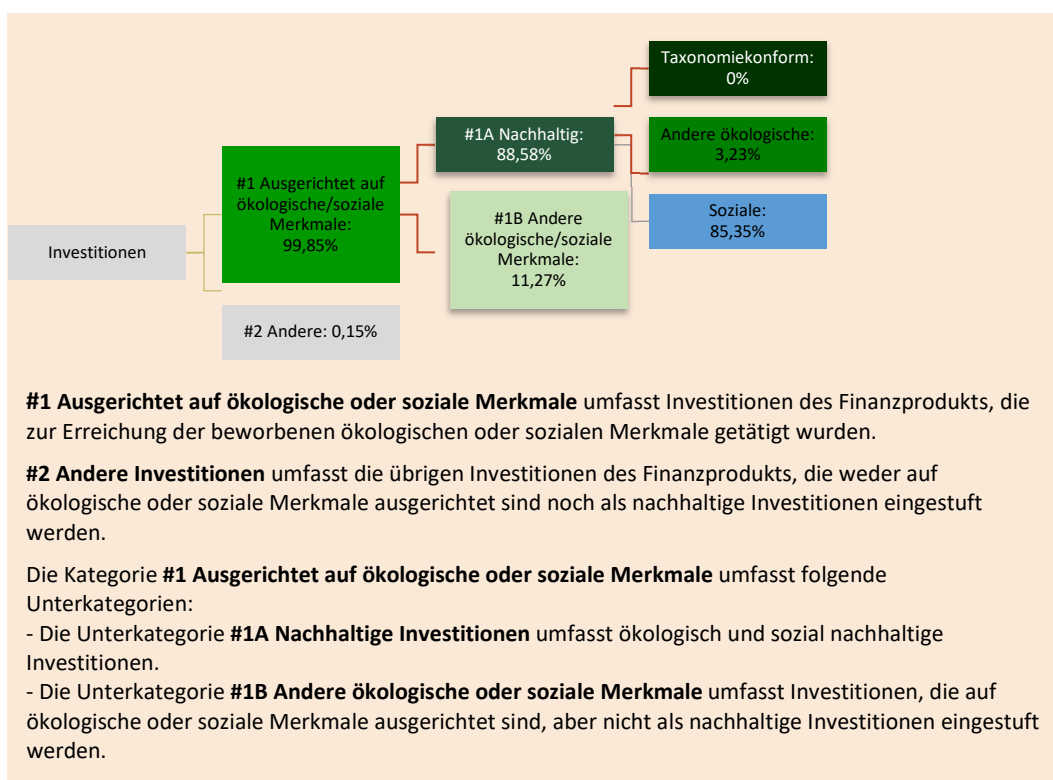 Taxonomiekonform:
0%
#1A Nachhaltig:
88,58%
Andere ökologische:
3,23%
#1 Ausgerichtet auf
ökologische/soziale
Merkmale:
99,85%
#1B Andere
ökologische/soziale
Merkmale:
11,27%
Soziale:
85,35%
Investitionen
#2 Andere: 0,15%
#1 Ausgerichtet auf ökologische oder soziale Merkmale umfasst Investitionen des Finanzprodukts, die
zur Erreichung der beworbenen ökologischen oder sozialen Merkmale getätigt wurden.
#2 Andere Investitionen umfasst die übrigen Investitionen des Finanzprodukts, die weder auf
ökologische oder soziale Merkmale ausgerichtet sind noch als nachhaltige Investitionen eingestuft
werden.
Die Kategorie #1 Ausgerichtet auf ökologische oder soziale Merkmale umfasst folgende
Unterkategorien:
- Die Unterkategorie #1A Nachhaltige Investitionen umfasst ökologisch und sozial nachhaltige
Investitionen.
- Die Unterkategorie #1B Andere ökologische oder soziale Merkmale umfasst Investitionen, die auf
ökologische oder soziale Merkmale ausgerichtet sind, aber nicht als nachhaltige Investitionen eingestuft
werden.